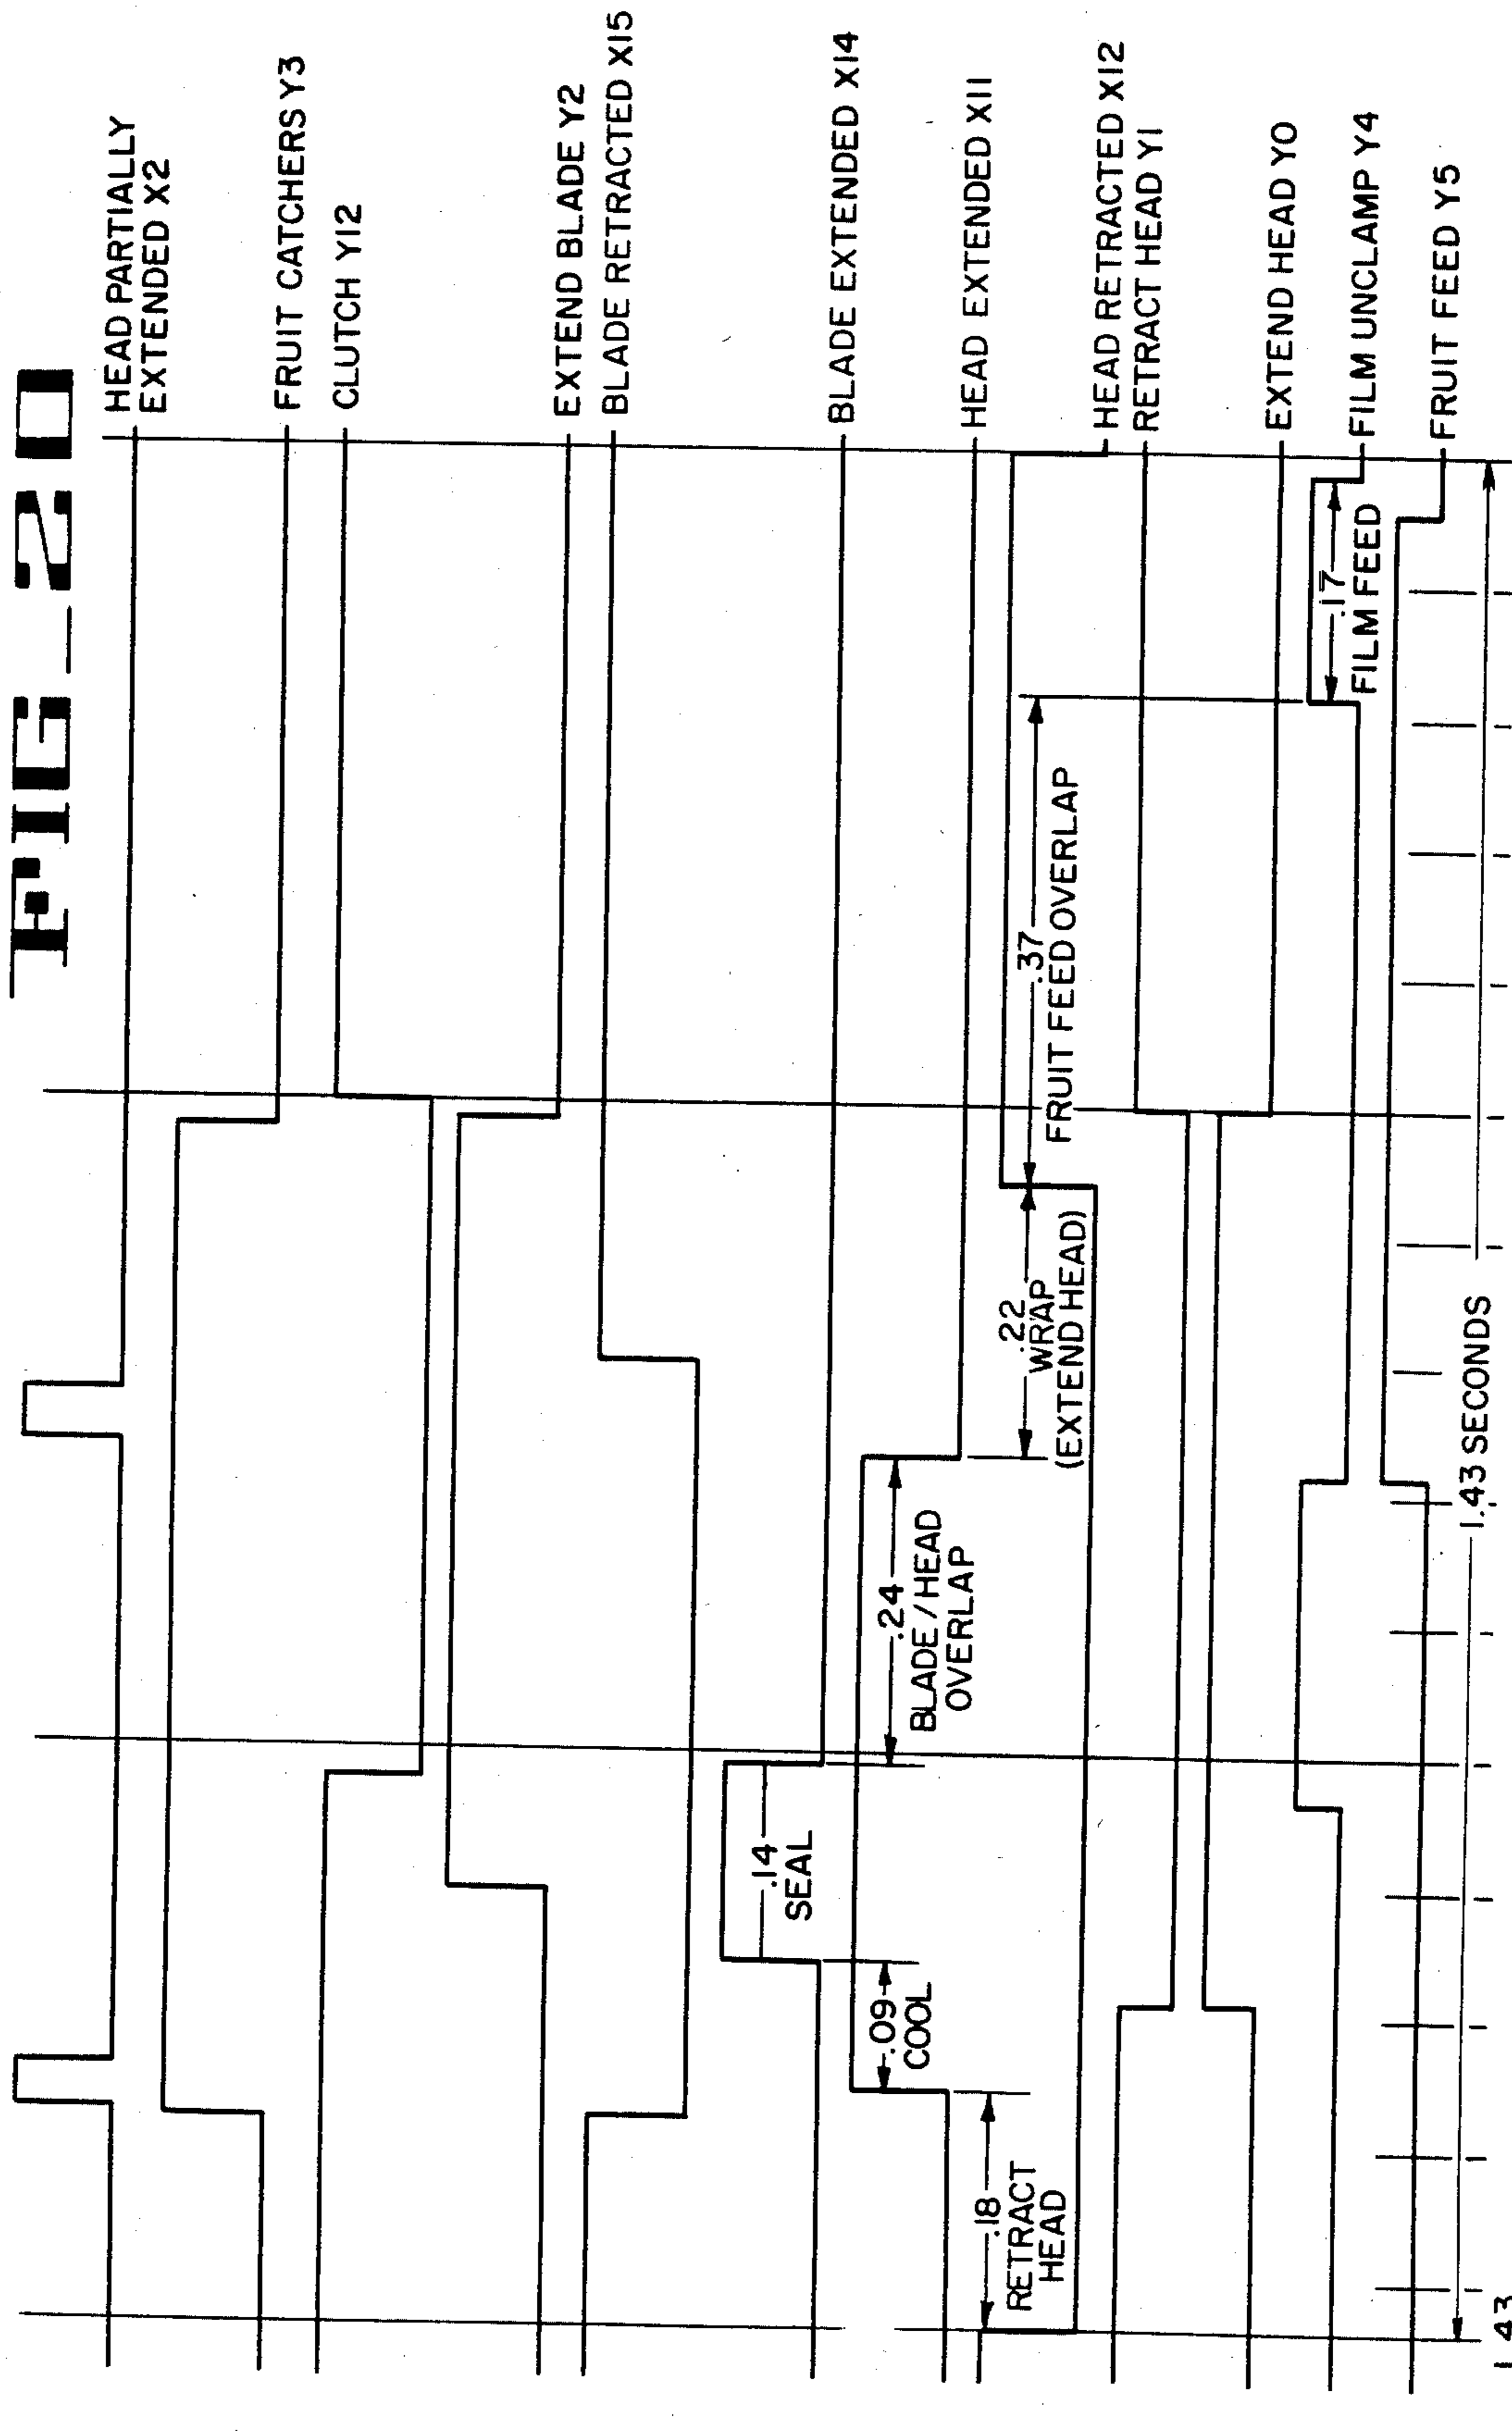 FIG_20
HEAD PARTIALLY
EXTENDED X2
FRUIT CATCHERS Y3
CLUTCH Y12
EXTEND BLADE Y2
BLADE RETRACTED X15
BLADE EXTENDED X14
HEAD EXTENDED X11
HEAD RETRACTED X12
RETRACT HEAD Y1
EXTEND HEAD Y0
FILM UNCLAMP Y4
FRUIT FEED Y5
.17
FILM FEED
.37
FRUIT FEED OVERLAP
.22
WRAP
(EXTEND HEAD)
.24
BLADE/HEAD
OVERLAP
.14
SEAL
.09
COOL
.18
RETRACT
HEAD
1.43 SECONDS
1.43